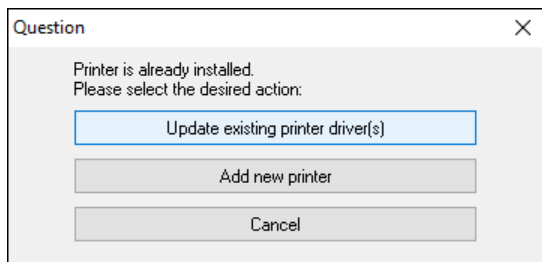 Question
Printer is already installed.
Please select the desired action:
Update existing printer driver(s)
Add new printer
Cancel